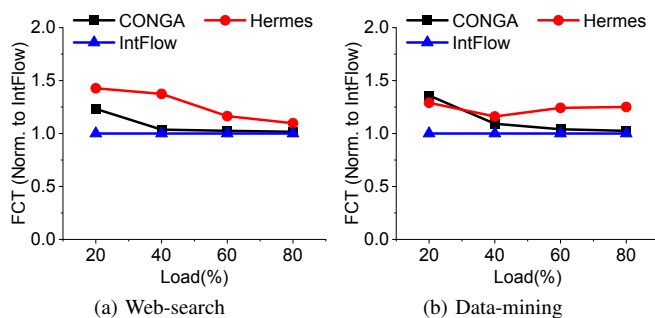 CONGA Hermes
IntFlow
FCT (Norm. to IntFlow)
2.0
1.5
1.0
0.5
0.0
20 40 60 80
Load(%)
(a) Web-search
CONGA Hermes
IntFlow
FCT (Norm. to IntFlow)
2.0
1.5
1.0
0.5
0.0
20 40 60 80
Load(%)
(b) Data-mining